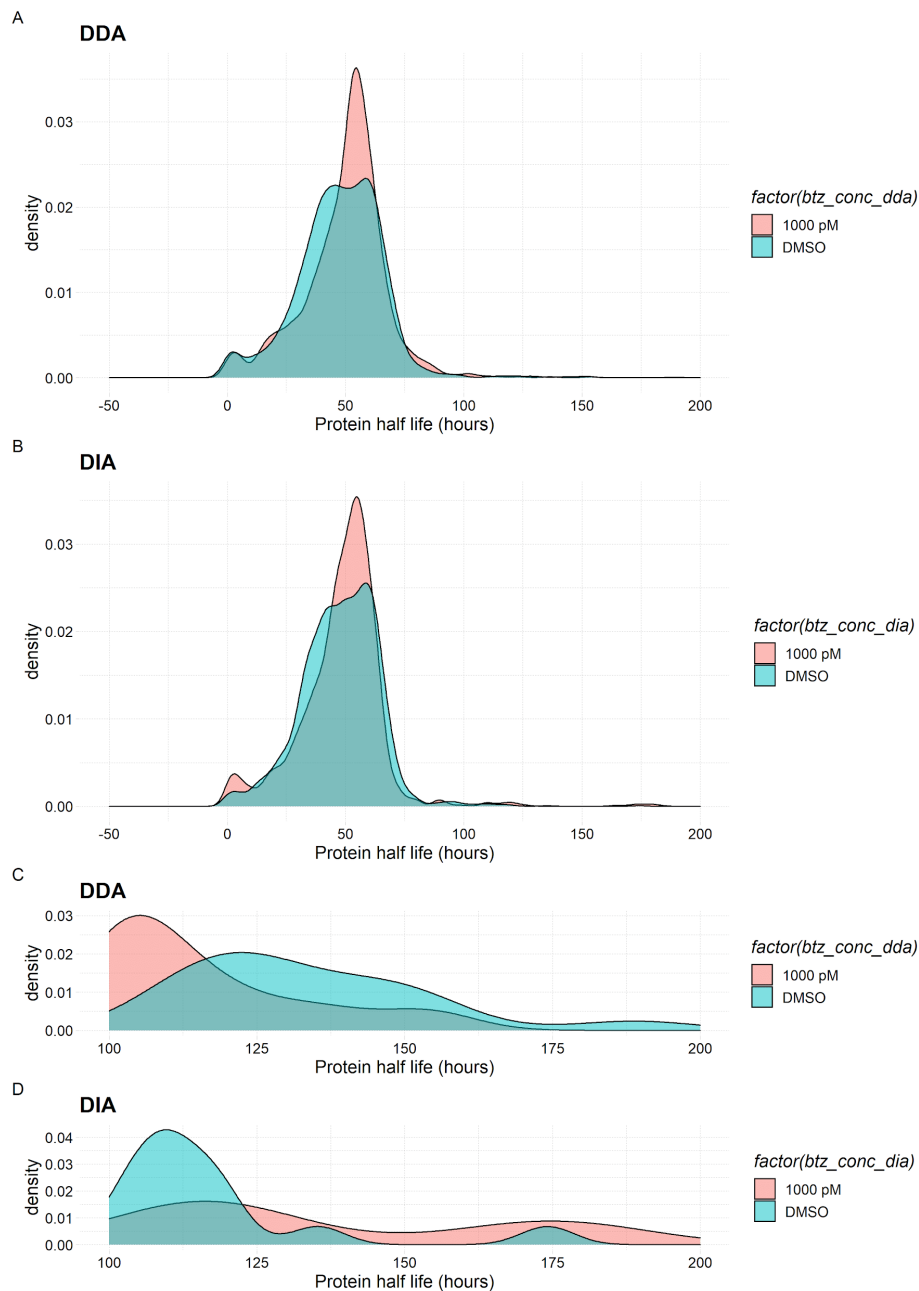 A
DDA
0.03
0.02
0.01
0.00
density
-50 0 50 100 150 200
Protein half life (hours)
factor(btz_conc_dda)
1000 pM
DMSO
B
DIA
0.03
0.02
0.01
0.00
density
-50 0 50 100 150 200
Protein half life (hours)
factor(btz_conc_dia)
1000 pM
DMSO
C
DDA
0.03
0.02
0.01
0.00
density
100 125 150 175 200
Protein half life (hours)
factor(btz_conc_dda)
1000 pM
DMSO
D
DIA
0.04
0.03
0.02
0.01
0.00
density
100 125 150 175 200
Protein half life (hours)
factor(btz_conc_dia)
1000 pM
DMSO